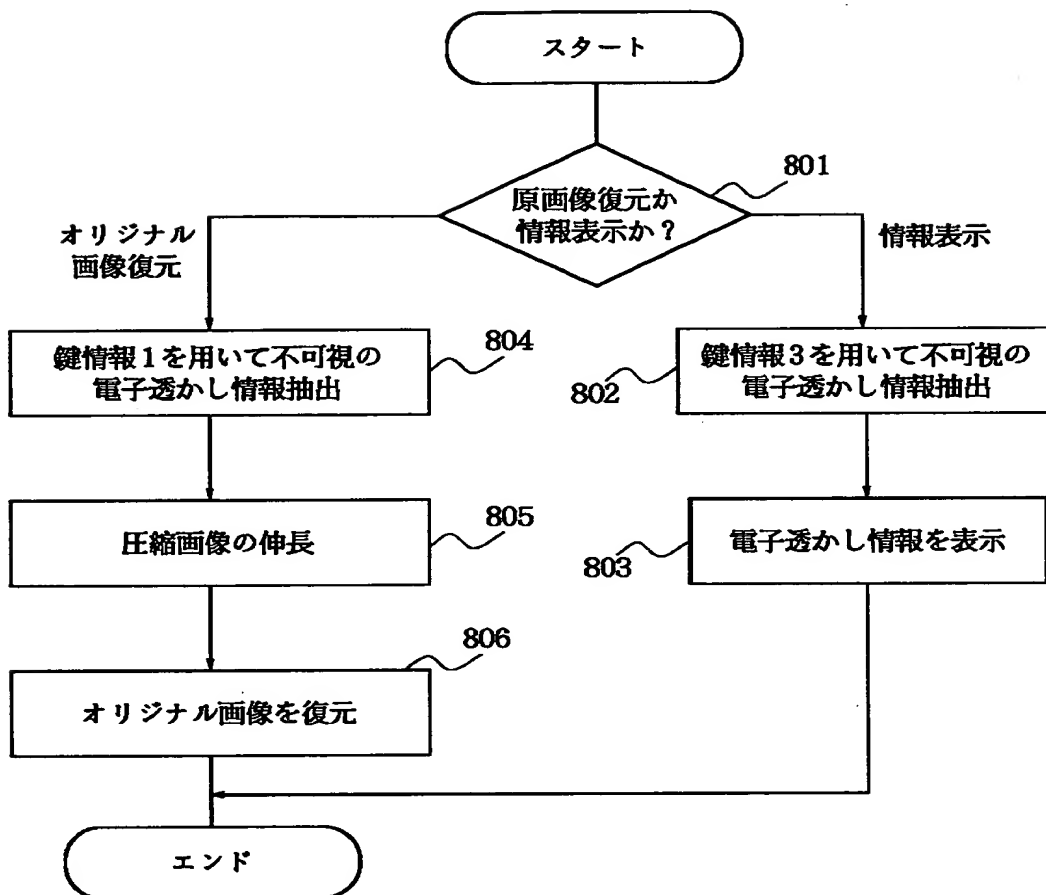 スタート
801
原画像復元か
情報表示か？
オリジナル
画像復元
情報表示
鍵情報1を用いて不可視の
電子透かし情報抽出
804
鍵情報3を用いて不可視の
電子透かし情報抽出
802
圧縮画像の伸長
805
電子透かし情報を表示
803
806
オリジナル画像を復元
エンド